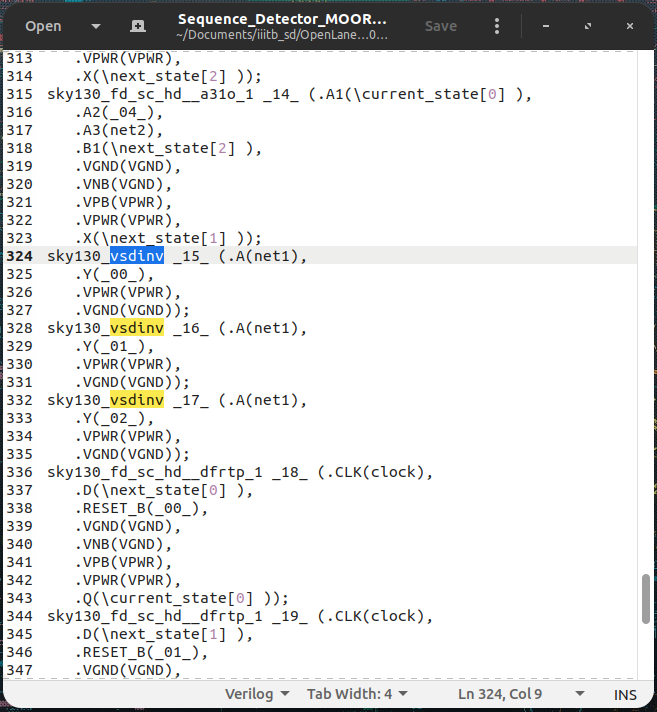 Open
Sequence_Detector_MOOR...
~/Documents/iiitb_sd/OpenLane...0...
Save
313     .VPWR(VPWR),
314     .X(\next_state[2] ));
315 sky130_fd_sc_hd__a31o_1 _14_ (.A1(\current_state[0] ),
316     .A2(_04_),
317     .A3(net2),
318     .B1(\next_state[2] ),
319     .VGND(VGND),
320     .VNB(VGND),
321     .VPB(VPWR),
322     .VPWR(VPWR),
323     .X(\next_state[1] ));
324 sky130_vsdinv _15_ (.A(net1),
325     .Y(_00_),
326     .VPWR(VPWR),
327     .VGND(VGND));
328 sky130_vsdinv _16_ (.A(net1),
329     .Y(_01_),
330     .VPWR(VPWR),
331     .VGND(VGND));
332 sky130_vsdinv _17_ (.A(net1),
333     .Y(_02_),
334     .VPWR(VPWR),
335     .VGND(VGND));
336 sky130_fd_sc_hd__dfrtp_1 _18_ (.CLK(clock),
337     .D(\next_state[0] ),
338     .RESET_B(_00_),
339     .VGND(VGND),
340     .VNB(VGND),
341     .VPB(VPWR),
342     .VPWR(VPWR),
343     .Q(\current_state[0] ));
344 sky130_fd_sc_hd__dfrtp_1 _19_ (.CLK(clock),
345     .D(\next_state[1] ),
346     .RESET_B(_01_),
347     .VGND(VGND),
Verilog Tab Width: 4 Ln 324, Col 9 INS